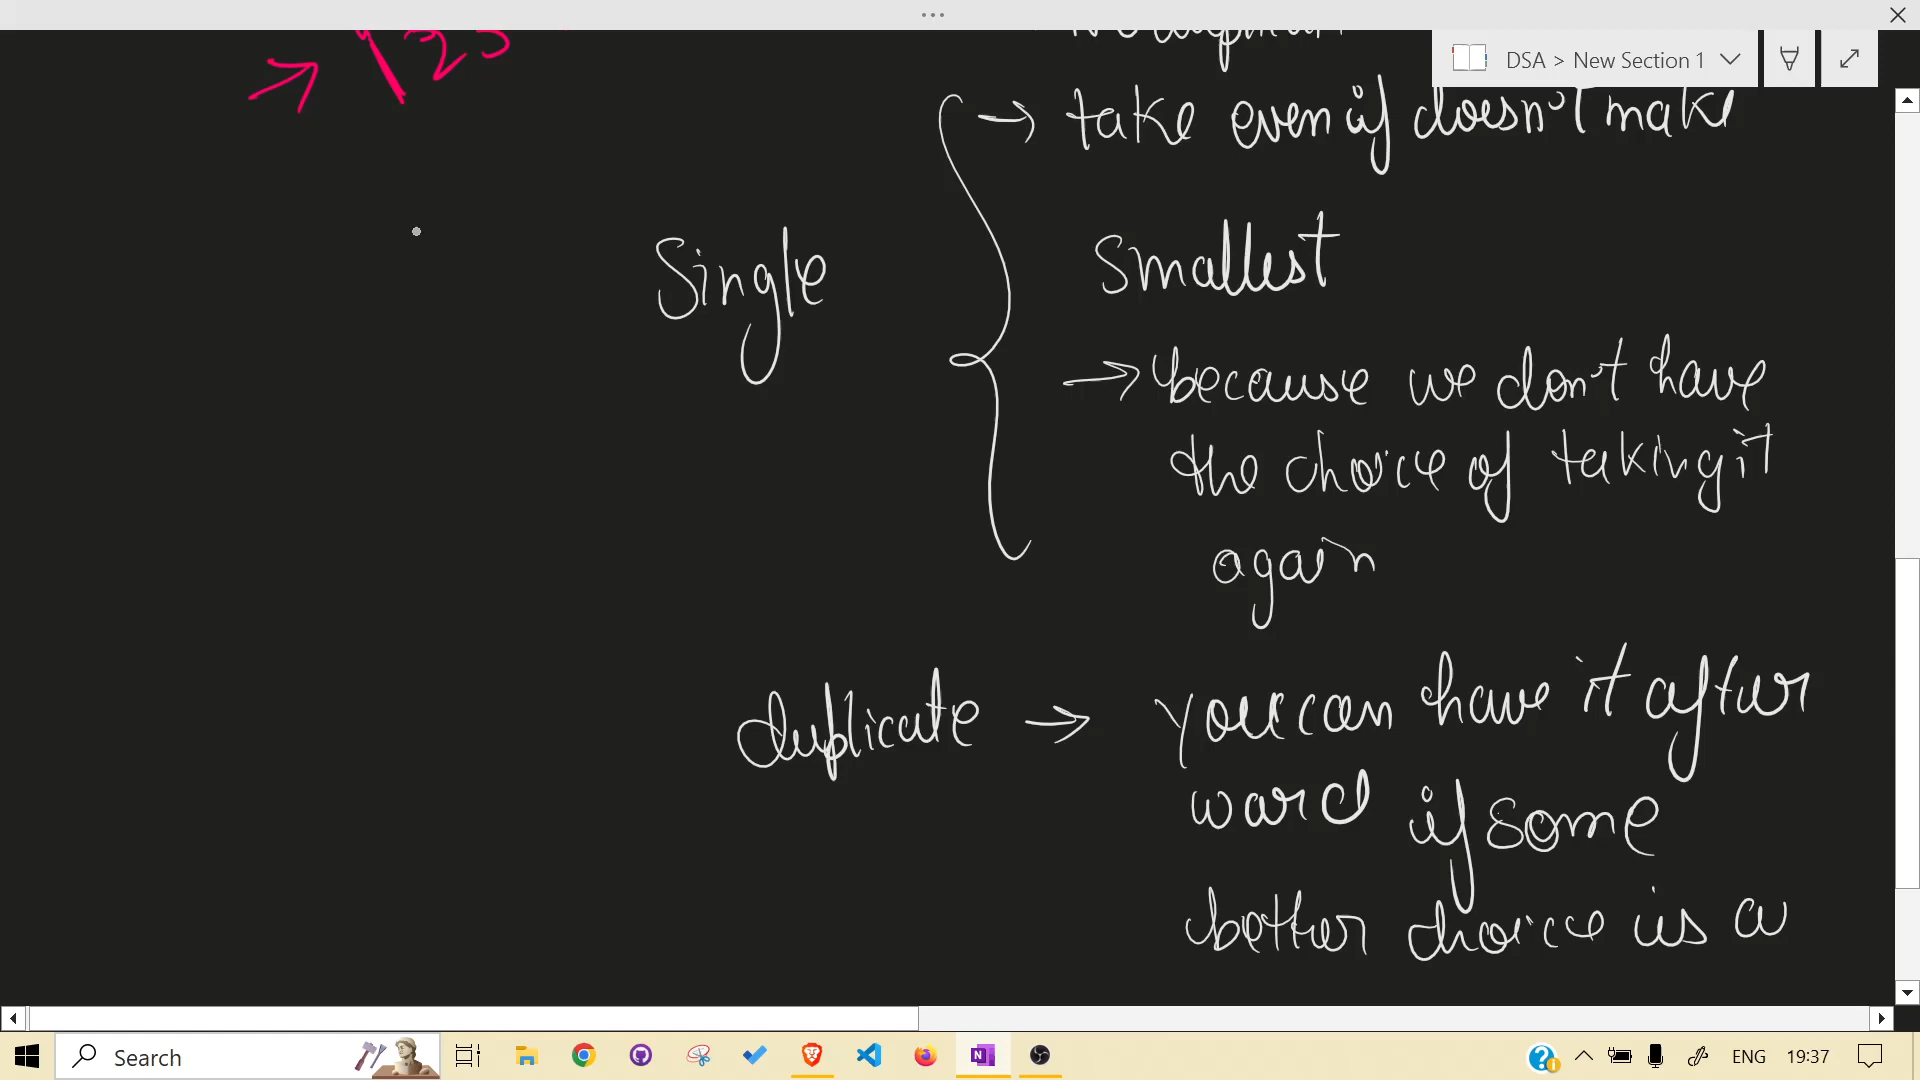 DSA > New Section 1
take even if doesn't make
Smallest
Single
because we don't have
the choice of taking it
again
duplicate → you can have it after
ward if some
better choice is a
Search
ENG
19:37